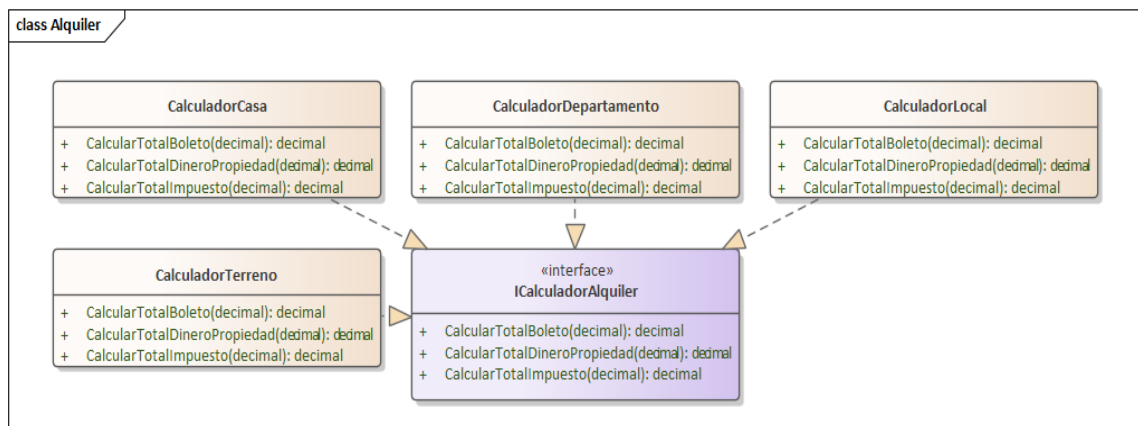 class Alquiler
CalculadorCasa
+ CalcularTotalBoleto(decimal): decimal
+ CalcularTotalDineroPropiedad(decimal): decimal
+ CalcularTotalImpuesto(decimal): decimal
CalculadorDepartamento
+ CalcularTotalBoleto(decimal): decimal
+ CalcularTotalDineroPropiedad(decimal): decimal
+ CalcularTotalImpuesto(decimal): decimal
CalculadorLocal
+ CalcularTotalBoleto(decimal): decimal
+ CalcularTotalDineroPropiedad(decimal): decimal
+ CalcularTotalImpuesto(decimal): decimal
CalculadorTerreno
+ CalcularTotalBoleto(decimal): decimal
+ CalcularTotalDineroPropiedad(decimal): decimal
+ CalcularTotalImpuesto(decimal): decimal
«interface»
ICalculadorAlquiler
+ CalcularTotalBoleto(decimal): decimal
+ CalcularTotalDineroPropiedad(decimal): decimal
+ CalcularTotalImpuesto(decimal): decimal